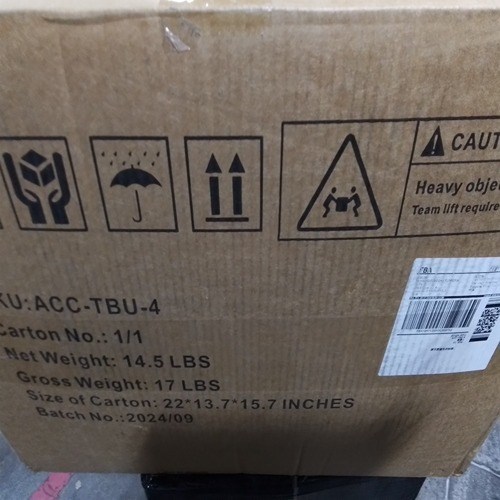 CAUT
Heavy objec
Team lift require
FBA
KU:ACC-TBU-4
Carton No.: 1/1
Net Weight: 14.5 LBS
Gross Weight: 17 LBS
Size of Carton: 22*13.7*15.7 INCHES
Batch No.:2024/09